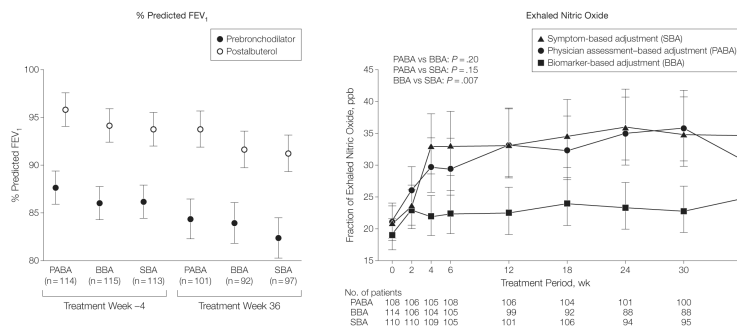 % Predicted FEV1
Prebronchodilator
Postalbuterol
100
95
90
85
80
% Predicted FEV1
PABA BBA SBA PABA BBA SBA
(n=114) (n=115) (n=113) (n=101) (n=92) (n=97)
Treatment Week –4 Treatment Week 36
Exhaled Nitric Oxide
Symptom-based adjustment (SBA)
Physician assessment–based adjustment (PABA)
Biomarker-based adjustment (BBA)
PABA vs BBA: P = .20
PABA vs SBA: P = .15
BBA vs SBA: P = .007
45
40
35
30
25
20
15
Fraction of Exhaled Nitric Oxide, ppb
0 2 4 6 12 18 24 30
Treatment Period, wk
No. of patients
PABA 108 106 105 108 106 104 101 100
BBA 114 106 104 105 99 92 88 88
SBA 110 110 109 105 101 106 94 95